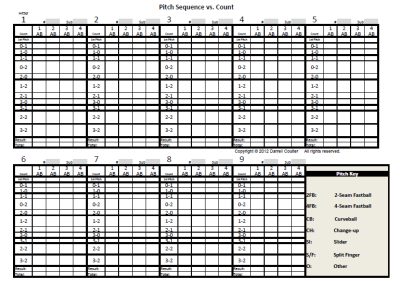 Pitch Sequence vs. Count
Hitter
1 # Sub 2 # Sub 3 # Sub 4 # Sub 5 # Sub
Count 1 AB 2 AB 3 AB 4 AB Count 1 AB 2 AB 3 AB 4 AB Count 1 AB 2 AB 3 AB 4 AB Count 1 AB 2 AB 3 AB 4 AB Count 1 AB 2 AB 3 AB 4 AB
1st Pitch 1st Pitch 1st Pitch 1st Pitch 1st Pitch
0-1 0-1 0-1 0-1 0-1
1-0 1-0 1-0 1-0 1-0
1-1 1-1 1-1 1-1 1-1
0-2 0-2 0-2 0-2 0-2
2-0 2-0 2-0 2-0 2-0
1-2 1-2 1-2 1-2 1-2
2-1 2-1 2-1 2-1 2-1
3-0 3-0 3-0 3-0 3-0
3-1 3-1 3-1 3-1 3-1
2-2 2-2 2-2 2-2 2-2
3-2 3-2 3-2 3-2 3-2
Result: Result: Result: Result: Result:
Total: Total: Total: Total: Total:
Copyright © 2012 Darrell Coulter All rights reserved.
6 # Sub 7 # Sub 8 # Sub 9 # Sub
Count 1 AB 2 AB 3 AB 4 AB Count 1 AB 2 AB 3 AB 4 AB Count 1 AB 2 AB 3 AB 4 AB Count 1 AB 2 AB 3 AB 4 AB Pitch Key
1st Pitch 1st Pitch 1st Pitch 1st Pitch
0-1 0-1 0-1 0-1
1-0 1-0 1-0 1-0
1-1 1-1 1-1 1-1 2FB: 2-Seam Fastball
0-2 0-2 0-2 0-2 4FB: 4-Seam Fastball
2-0 2-0 2-0 2-0
1-2 1-2 1-2 1-2 CB: Curveball
2-1 2-1 2-1 2-1 CH: Change-up
3-0 3-0 3-0 3-0
3-1 3-1 3-1 3-1 Sl: Slider
2-2 2-2 2-2 2-2
3-2 3-2 3-2 3-2 S/F: Split Finger
Result: Result: Result: Result: O: Other
Total: Total: Total: Total: